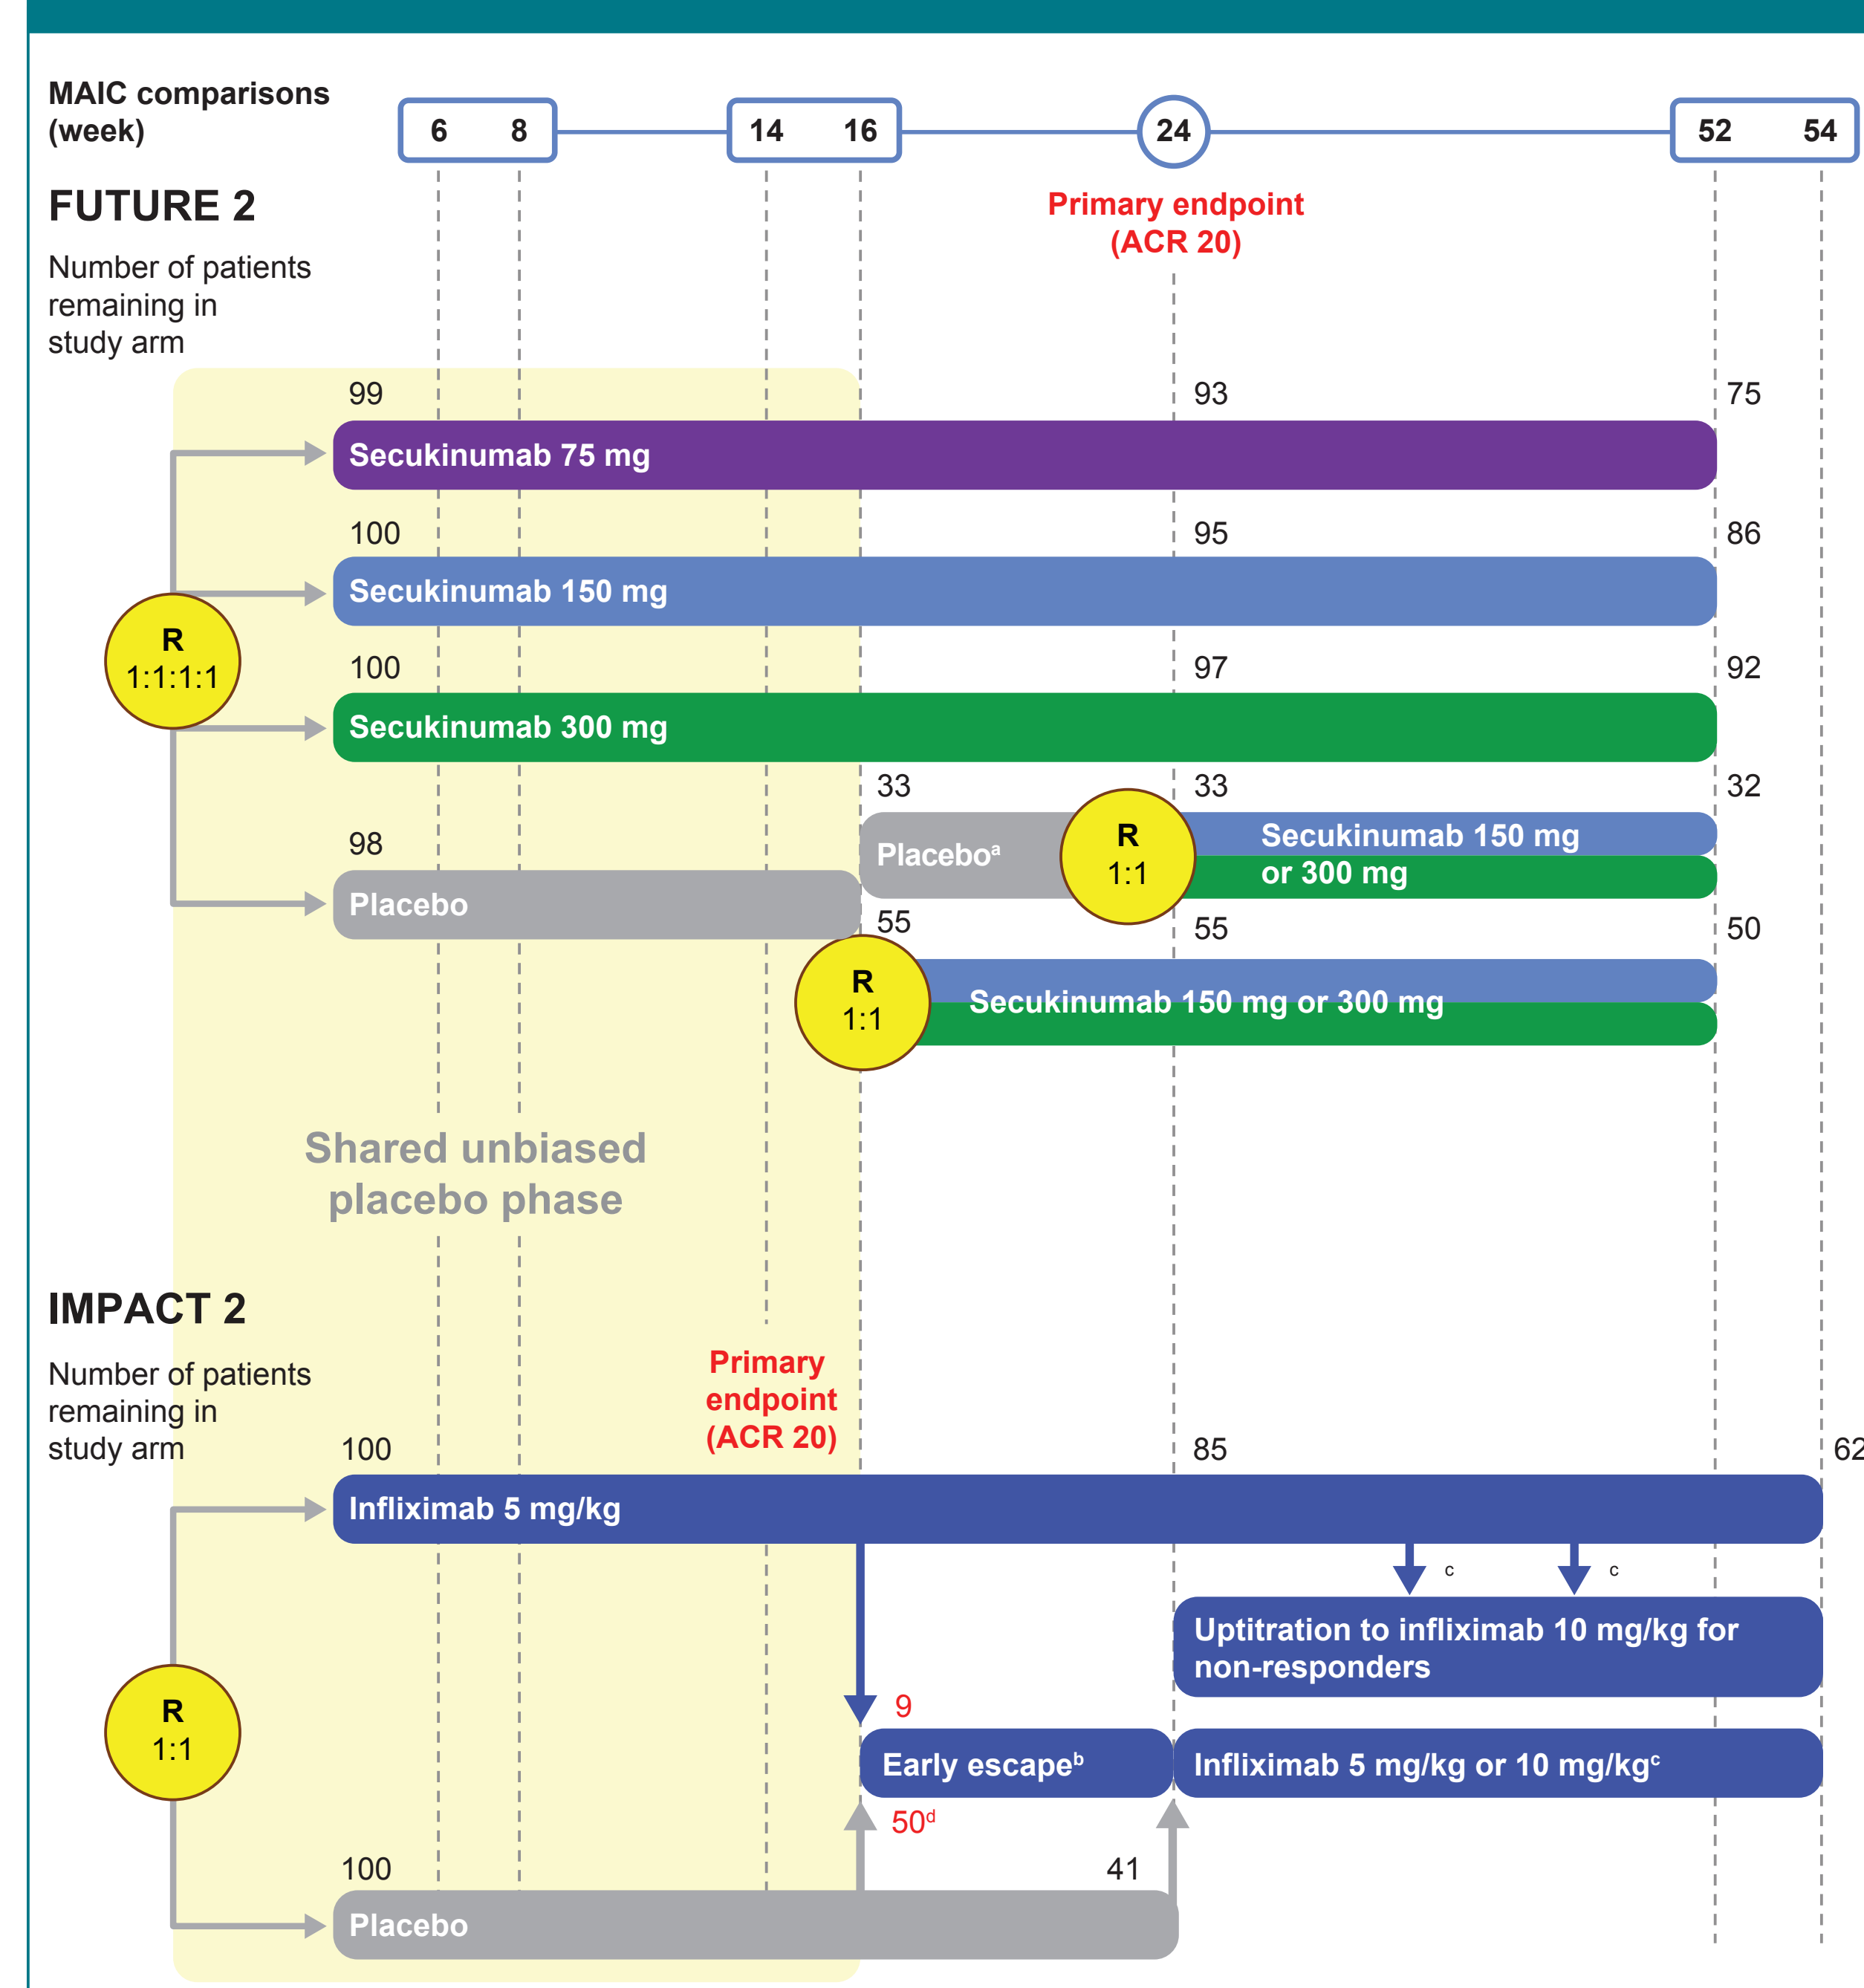 MAIC comparisons
(week)
6 8 14 16 24 52 54
FUTURE 2
Primary endpoint
(ACR 20)
Number of patients
remaining in
study arm
99 93 75
Secukinumab 75 mg
100 95 86
Secukinumab 150 mg
R
1:1:1:1
100 97 92
Secukinumab 300 mg
33 33 32
98
Placeboᵃ
R
1:1
Secukinumab 150 mg
or 300 mg
Placebo
55 55 50
R
1:1
Secukinumab 150 mg or 300 mg
Shared unbiased
placebo phase
IMPACT 2
Number of patients
remaining in
study arm
Primary
endpoint
(ACR 20)
100 85 62
Infliximab 5 mg/kg
c c
Uptitration to infliximab 10 mg/kg for
non-responders
R
1:1
9
Early escapeᵇ
Infliximab 5 mg/kg or 10 mg/kgᶜ
50ᵈ
100 41
Placebo